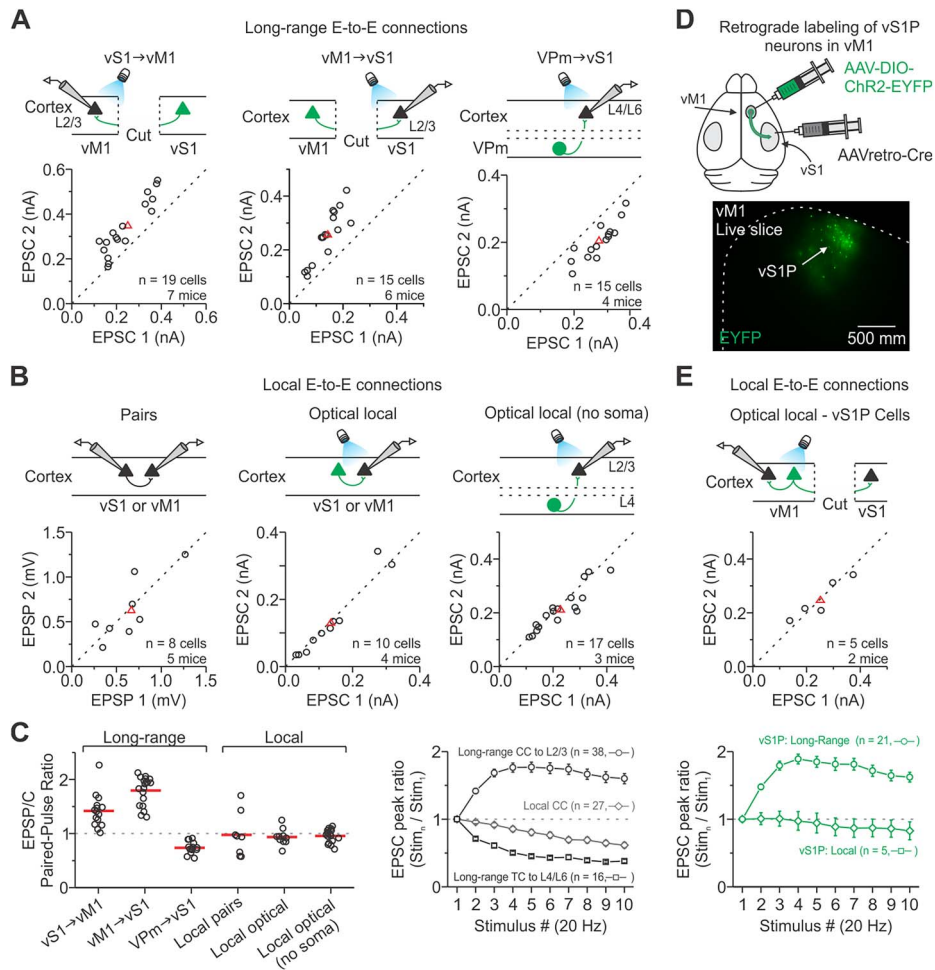 A
Long-range E-to-E connections
vS1→vM1
vM1→vS1
VPm→vS1
Cortex
L2/3
Cut
vM1
vS1
Cortex
L2/3
Cut
vM1
vS1
Cortex
L4/L6
VPm
EPSC 2 (nA)
0.6
0.4
0.2
0.0
0.0
0.2
0.4
0.6
EPSC 1 (nA)
n = 19 cells
7 mice
EPSC 2 (nA)
0.6
0.4
0.2
0.0
0.0
0.2
0.4
0.6
EPSC 1 (nA)
n = 15 cells
6 mice
EPSC 2 (nA)
0.4
0.2
0.0
0.0
0.2
0.4
EPSC 1 (nA)
n = 15 cells
4 mice
D
Retrograde labeling of vS1P
neurons in vM1
AAV-DIO-
ChR2-EYFP
vM1
AAVretro-Cre
vS1
vM1
Live slice
vS1P
EYFP
500 mm
B
Local E-to-E connections
Pairs
Optical local
Optical local (no soma)
Cortex
vS1 or vM1
Cortex
vS1 or vM1
Cortex
L2/3
L4
EPSP 2 (mV)
1.5
1.0
0.5
0.0
0.0
0.5
1.0
1.5
EPSP 1 (mV)
n = 8 cells
5 mice
EPSC 2 (nA)
0.4
0.2
0.0
0.0
0.2
0.4
EPSC 1 (nA)
n = 10 cells
4 mice
EPSC 2 (nA)
0.4
0.2
0.0
0.0
0.2
0.4
EPSC 1 (nA)
n = 17 cells
3 mice
E
Local E-to-E connections
Optical local - vS1P Cells
Cortex
vM1
Cut
vS1
EPSC 2 (nA)
0.4
0.2
0.0
0.0
0.2
0.4
EPSC 1 (nA)
n = 5 cells
2 mice
C
Long-range
Local
EPSP/C
Paired-Pulse Ratio
2
1
0
vS1→vM1
vM1→vS1
VPm→vS1
Local pairs
Local optical
Local optical
(no soma)
EPSC peak ratio
(Stimn / Stim1)
2
1
0
Long-range CC to L2/3 (n = 38, )
Local CC (n = 27, )
Long-range TC to L4/L6 (n = 16, )
1 2 3 4 5 6 7 8 9 10
Stimulus # (20 Hz)
EPSC peak ratio
(Stimn / Stim1)
2
1
0
vS1P: Long-Range (n = 21, )
vS1P: Local (n = 5, )
1 2 3 4 5 6 7 8 9 10
Stimulus # (20 Hz)